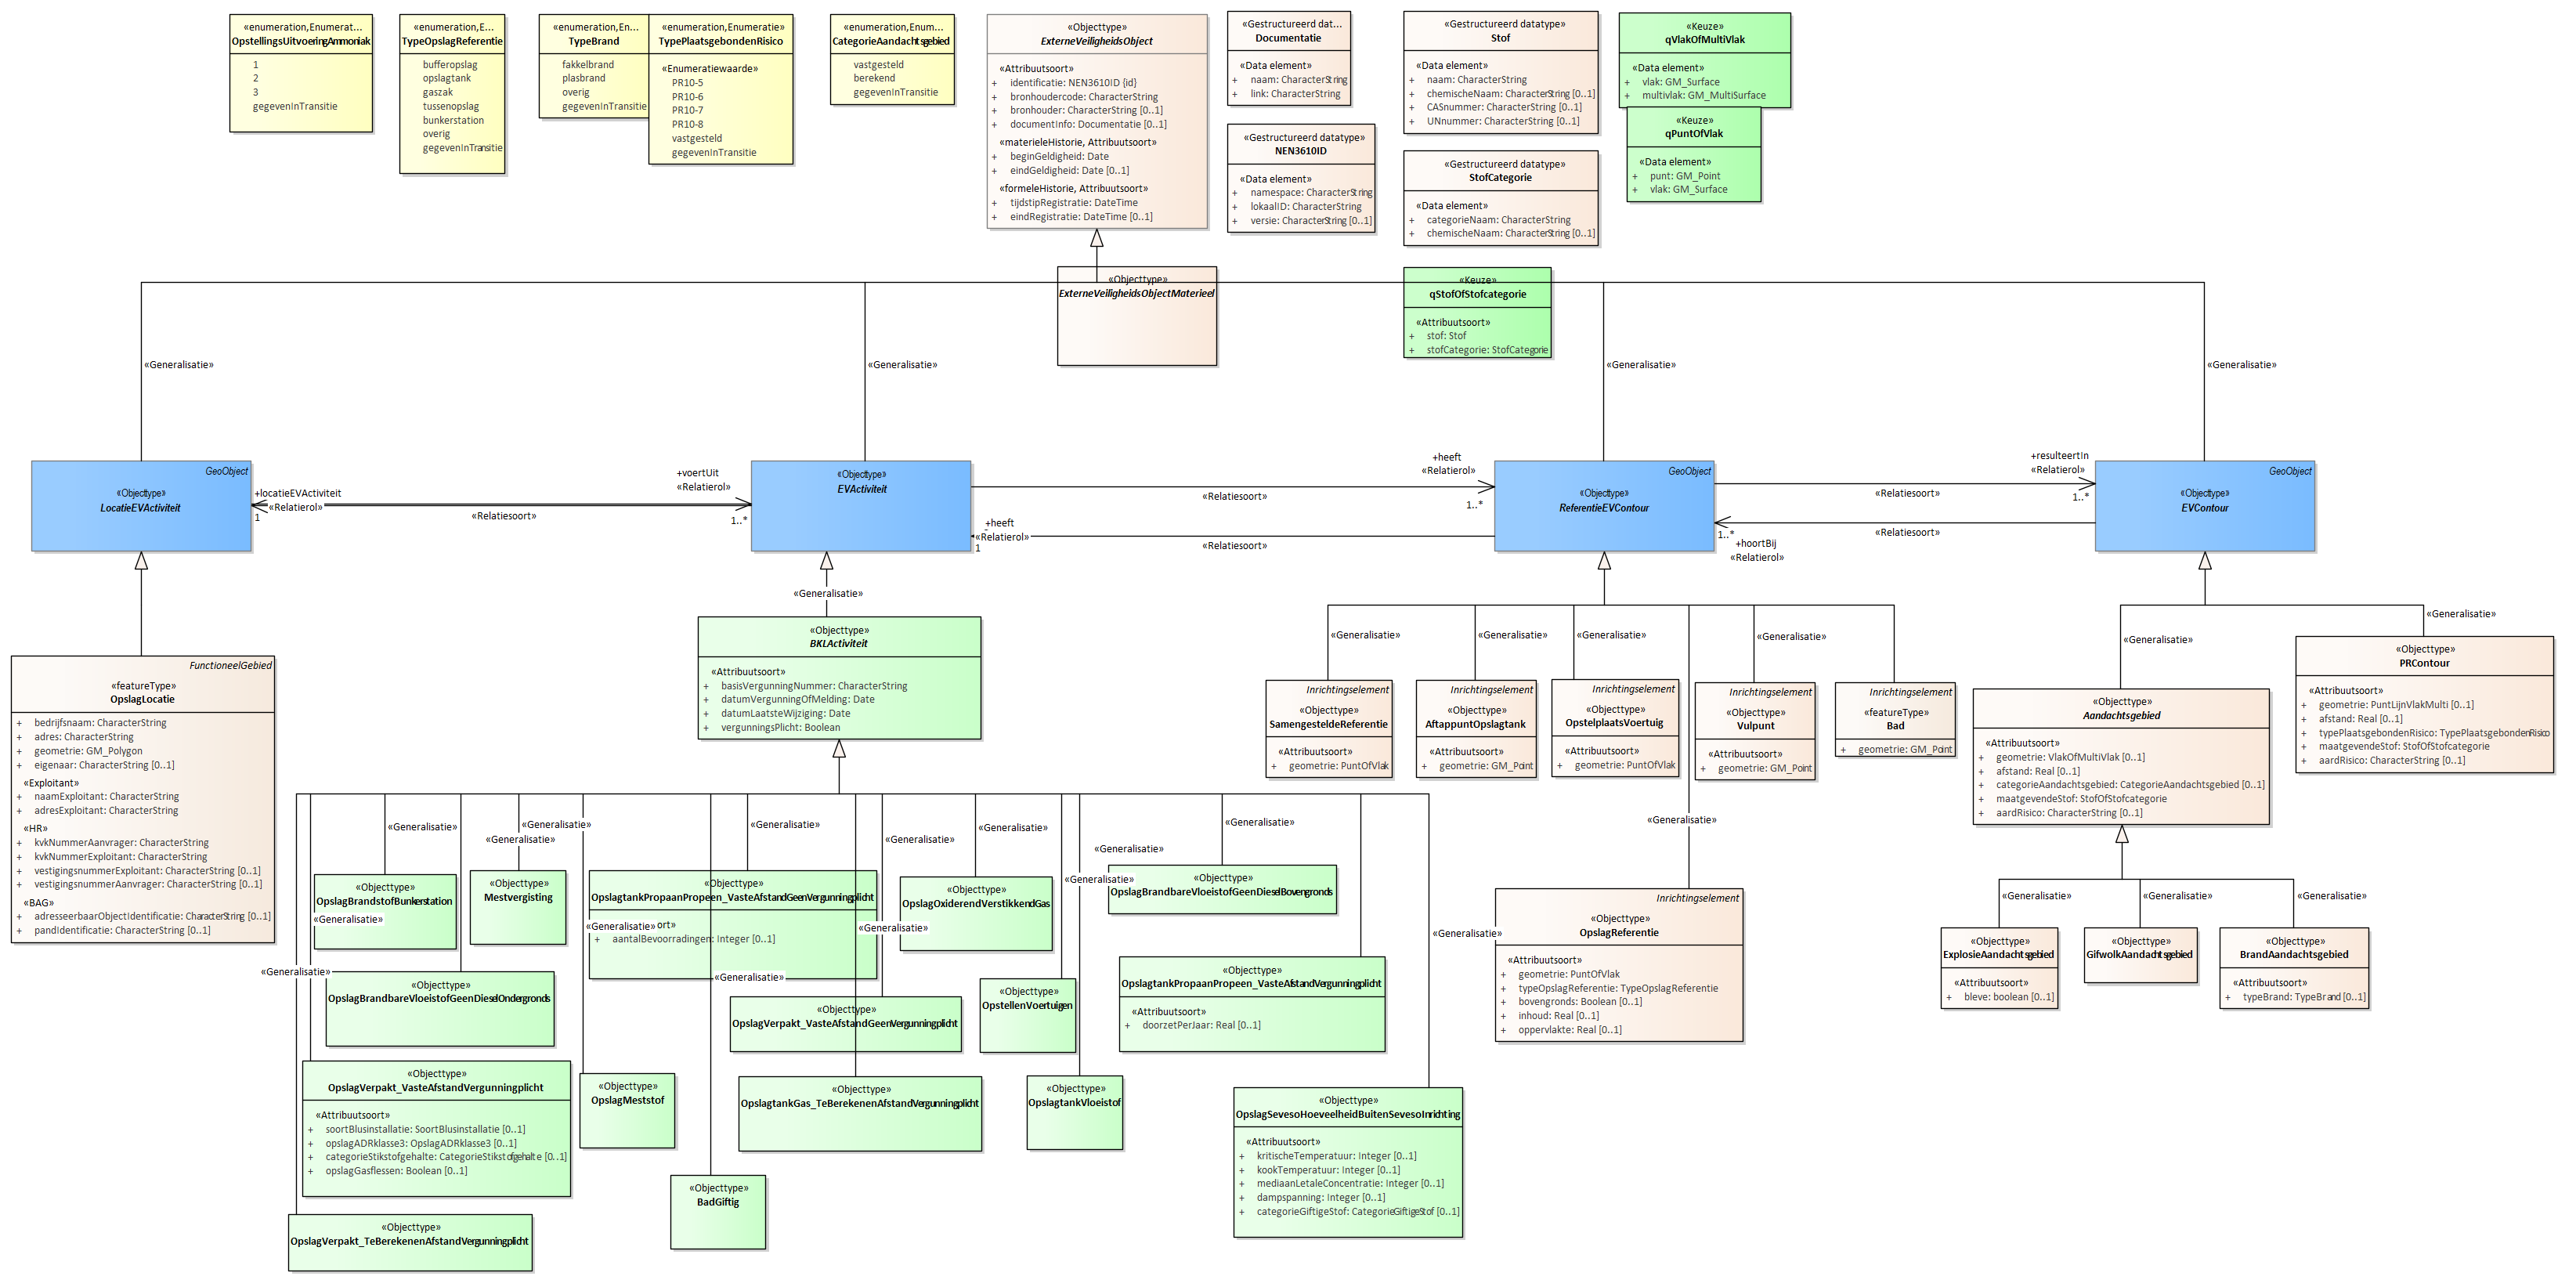 «enumeration,Enumerat...
OpstellingsUitvoeringAmmoniak
1
2
3
gegevenInTransitie
«enumeration,E...
TypeOpslagReferentie
bufferopslag
opslagtank
gaszak
tussenopslag
bunkerstation
overig
gegevenInTransitie
«enumeration,En...
TypeBrand
fakkelbrand
plasbrand
overig
gegevenInTransitie
«enumeration,Enumeratie»
TypePlaatsgebondenRisico
«Enumeratiewaarde»
PR10-5
PR10-6
PR10-7
PR10-8
vastgesteld
gegevenInTransitie
«enumeration,Enum...
CategorieAandachtsgebied
vastgesteld
berekend
gegevenInTransitie
«Objecttype»
ExterneVeiligheidsObject
«Attribuutsoort»
+ identificatie: NEN3610ID {id}
+ bronhoudercode: CharacterString
+ bronhouder: CharacterString [0..1]
+ documentInfo: Documentatie [0..1]
«materieleHistorie, Attribuutsoort»
+ beginGeldigheid: Date
+ eindGeldigheid: Date [0..1]
«formeleHistorie, Attribuutsoort»
+ tijdstipRegistratie: DateTime
+ eindRegistratie: DateTime [0..1]
«Gestructureerd dat...
Documentatie
«Data element»
+ naam: CharacterString
+ link: CharacterString
«Gestructureerd datatype»
NEN3610ID
«Data element»
+ namespace: CharacterString
+ lokaalID: CharacterString
+ versie: CharacterString [0..1]
«Gestructureerd datatype»
Stof
«Data element»
+ naam: CharacterString
+ chemischeNaam: CharacterString [0..1]
+ CASnummer: CharacterString [0..1]
+ UNnummer: CharacterString [0..1]
«Gestructureerd datatype»
StofCategorie
«Data element»
+ categorieNaam: CharacterString
+ chemischeNaam: CharacterString [0..1]
«Keuze»
qVlakOfMultiVlak
«Data element»
+ vlak: GM_Surface
+ multivlak: GM_MultiSurface
«Keuze»
qPuntOfVlak
«Data element»
+ punt: GM_Point
+ vlak: GM_Surface
«Objecttype»
ExterneVeiligheidsObjectMaterieel
«Keuze»
qStofOfStofcategorie
«Attribuutsoort»
+ stof: Stof
+ stofCategorie: StofCategorie
«Generalisatie»
«Generalisatie»
«Generalisatie»
«Generalisatie»
GeoObject
«Objecttype»
LocatieEVActiviteit
+locatieEVActiviteit
«Relatierol»
1
«Relatiesoort»
+voertUit
«Relatierol»
1..*
«Objecttype»
EVActiviteit
+heeft
«Relatierol»
1
«Relatiesoort»
«Relatiesoort»
+heeft
«Relatierol»
1..*
GeoObject
«Objecttype»
ReferentieEVContour
1..*
+hoortBij
«Relatierol»
«Relatiesoort»
«Relatiesoort»
+resulteertIn
«Relatierol»
1..*
GeoObject
«Objecttype»
EVContour
FunctioneelGebied
«featureType»
OpslagLocatie
+ bedrijfsnaam: CharacterString
+ adres: CharacterString
+ geometrie: GM_Polygon
+ eigenaar: CharacterString [0..1]
«Exploitant»
+ naamExploitant: CharacterString
+ adresExploitant: CharacterString
«HR»
+ kvkNummerAanvrager: CharacterString
+ kvkNummerExploitant: CharacterString
+ vestigingsnummerExploitant: CharacterString [0..1]
+ vestigingsnummerAanvrager: CharacterString [0..1]
«BAG»
+ adresseerbaarObjectIdentificatie: CharacterString [0..1]
+ pandIdentificatie: CharacterString [0..1]
«Generalisatie»
«Objecttype»
BKLActiviteit
«Attribuutsoort»
+ basisVergunningNummer: CharacterString
+ datumVergunningOfMelding: Date
+ datumLaatsteWijziging: Date
+ vergunningsPlicht: Boolean
«Generalisatie»
«Generalisatie»
«Generalisatie»
«Generalisatie»
Inrichtingselement
«Objecttype»
SamengesteldeReferentie
«Attribuutsoort»
+ geometrie: PuntOfVlak
Inrichtingselement
«Objecttype»
AftappuntOpslagtank
«Attribuutsoort»
+ geometrie: GM_Point
Inrichtingselement
«Objecttype»
OpstelplaatsVoertuig
«Attribuutsoort»
+ geometrie: PuntOfVlak
Inrichtingselement
«Objecttype»
Vulpunt
«Attribuutsoort»
+ geometrie: GM_Point
Inrichtingselement
«featureType»
Bad
+ geometrie: GM_Point
«Generalisatie»
«Generalisatie»
«Objecttype»
Aandachtsgebied
«Attribuutsoort»
+ geometrie: VlakOfMultiVlak
+ afstand: Real [0..1]
+ categorieAandachtsgebied: CategorieAandachtsgebied [0..1]
+ maatgevendeStof: StofOfStofcategorie
+ aardRisico: CharacterString [0..1]
«Objecttype»
PRContour
«Attribuutsoort»
+ geometrie: PuntLijnVlakMulti [0..1]
+ afstand: Real [0..1]
+ typePlaatsgebondenRisico: TypePlaatsgebondenRisico
+ maatgevendeStof: StofOfStofcategorie
+ aardRisico: CharacterString [0..1]
«Generalisatie»
«Generalisatie»
«Generalisatie»
«Generalisatie»
«Generalisatie»
«Generalisatie»
«Generalisatie»
«Generalisatie»
«Generalisatie»
«Objecttype»
OpslagBrandstofBunkerstation
«Generalisatie»
«Objecttype»
Mestvergisting
«Objecttype»
OpslagtankPropaanPropeen_VasteAfstandGeenVergunningplicht
«Generalisatie» ort»
+ aantalBevoorradingen: Integer [0..1]
«Generalisatie»
«Generalisatie»
«Objecttype»
OpslagOxiderendVerstikkendGas
«Generalisatie»
«Objecttype»
OpslagBrandbareVloeistofGeenDieselBovengronds
«Generalisatie»
Inrichtingselement
«Objecttype»
OpslagReferentie
«Attribuutsoort»
+ geometrie: PuntOfVlak
+ typeOpslagReferentie: TypeOpslagReferentie
+ bovengronds: Boolean [0..1]
+ inhoud: Real [0..1]
+ oppervlakte: Real [0..1]
«Generalisatie»
«Generalisatie»
«Generalisatie»
«Objecttype»
ExplosieAandachtsgebied
«Attribuutsoort»
+ bleve: boolean [0..1]
«Objecttype»
GifwolkAandachtsgebied
«Objecttype»
BrandAandachtsgebied
«Attribuutsoort»
+ typeBrand: TypeBrand [0..1]
«Generalisatie»
«Objecttype»
OpslagBrandbareVloeistofGeenDieselOndergronds
«Objecttype»
OpslagVerpakt_VasteAfstandGeenVergunningplicht
«Objecttype»
OpstellenVoertuigen
«Objecttype»
OpslagtankPropaanPropeen_VasteAfstandVergunningplicht
«Attribuutsoort»
+ doorzetPerJaar: Real [0..1]
«Objecttype»
OpslagVerpakt_VasteAfstandVergunningplicht
«Attribuutsoort»
+ soortBlusinstallatie: SoortBlusinstallatie [0..1]
+ opslagADRklasse3: OpslagADRklasse3 [0..1]
+ categorieStikstofgehalte: CategorieStikstofgehalte [0..1]
+ opslagGasflessen: Boolean [0..1]
«Objecttype»
OpslagMeststof
«Objecttype»
OpslagtankGas_TeBerekenenAfstandVergunningplicht
«Objecttype»
OpslagtankVloeistof
«Objecttype»
OpslagSevesoHoeveelheidBuitenSevesoInrichting
«Attribuutsoort»
+ kritischeTemperatuur: Integer [0..1]
+ kookTemperatuur: Integer [0..1]
+ mediaanLetaleConcentratie: Integer [0..1]
+ dampspanning: Integer [0..1]
+ categorieGiftigeStof: CategorieGiftigeStof [0..1]
«Objecttype»
BadGiftig
«Objecttype»
OpslagVerpakt_TeBerekenenAfstandVergunningplicht